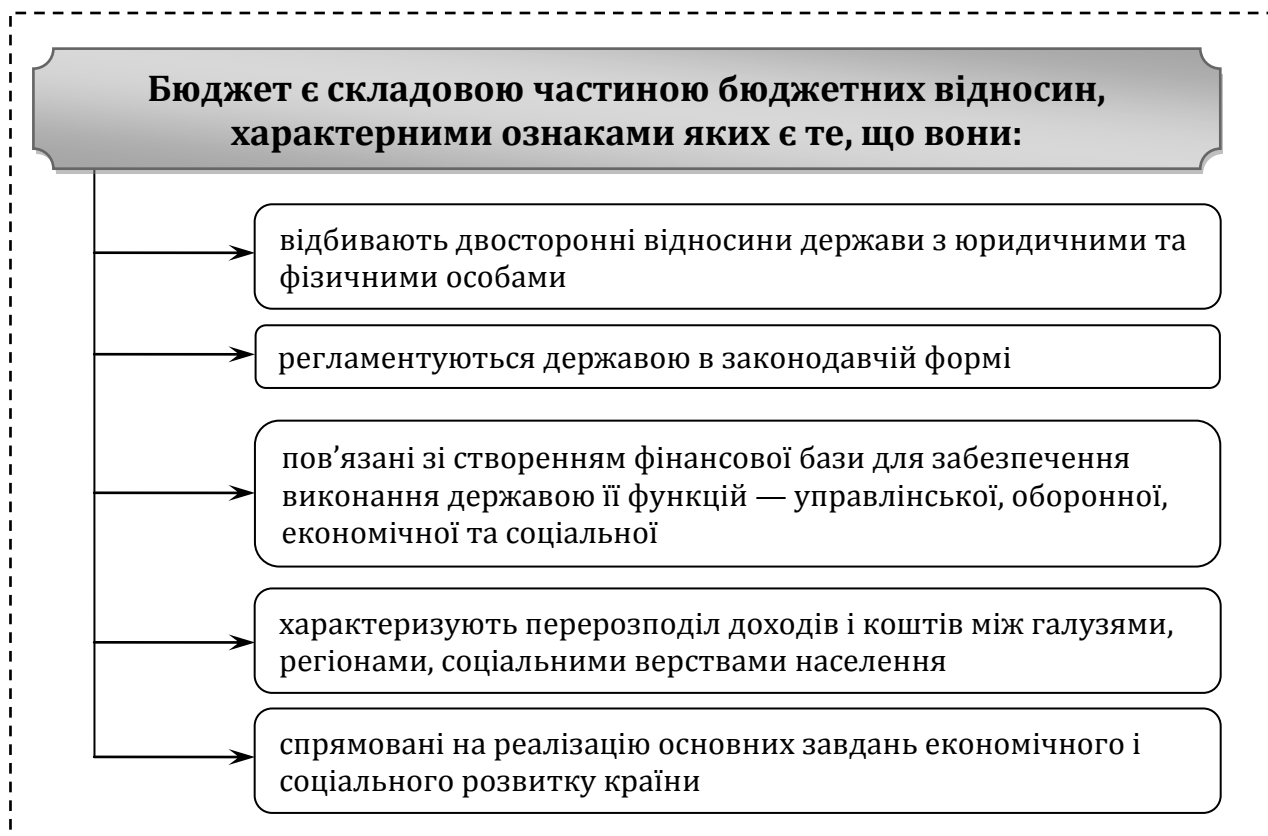 Бюджет є складовою частиною бюджетних відносин,
характерними ознаками яких є те, що вони:
відбивають двосторонні відносини держави з юридичними та
фізичними особами
регламентуються державою в законодавчій формі
пов’язані зі створенням фінансової бази для забезпечення
виконання державою її функцій — управлінської, оборонної,
економічної та соціальної
характеризують перерозподіл доходів і коштів між галузями,
регіонами, соціальними верствами населення
спрямовані на реалізацію основних завдань економічного і
соціального розвитку країни